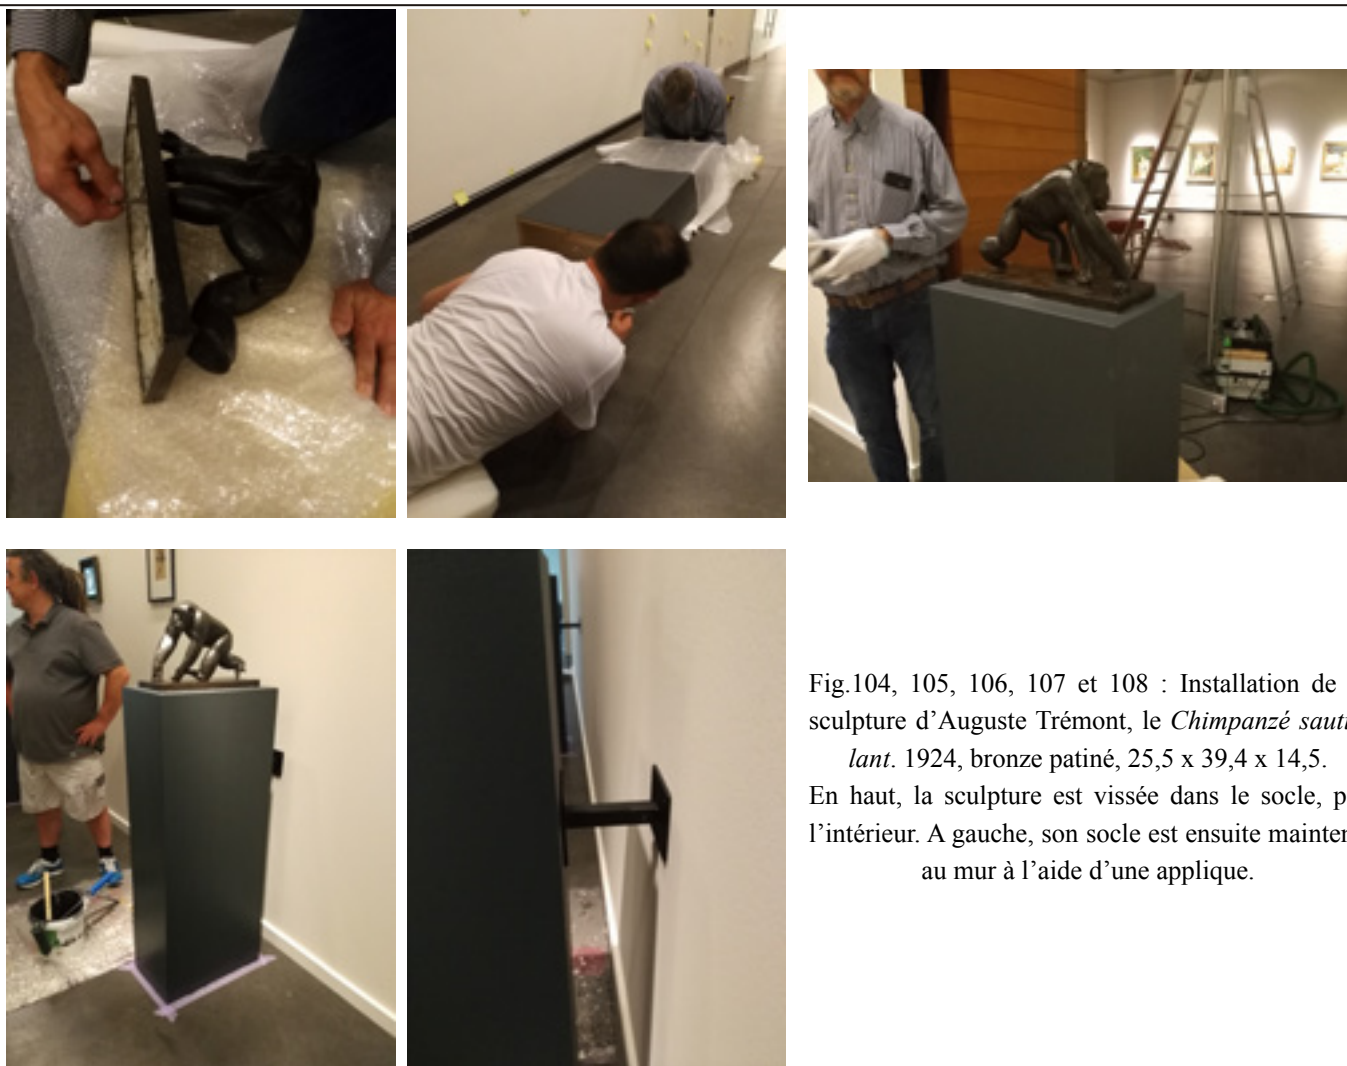 Fig.104, 105, 106, 107 et 108 : Installation de
sculpture d’Auguste Trémont, le Chimpanzé sauti
lant. 1924, bronze patiné, 25,5 x 39,4 x 14,5.
En haut, la sculpture est vissée dans le socle, p
l’intérieur. A gauche, son socle est ensuite mainten
au mur à l’aide d’une applique.